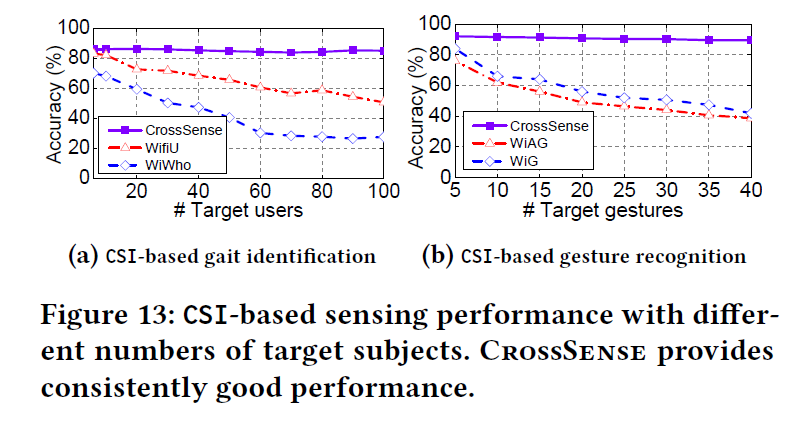 100
80
60
40
20
0
Accuracy (%)
CrossSense
WifiU
WiWho
20 40 60 80 100
# Target users
(a) CSI-based gait identification
100
80
60
40
20
0
Accuracy (%)
CrossSense
WiAG
WiG
5 10 15 20 25 30 35 40
# Target gestures
(b) CSI-based gesture recognition
Figure 13: CSI-based sensing performance with differ-
ent numbers of target subjects. CROSSSENSE provides
consistently good performance.